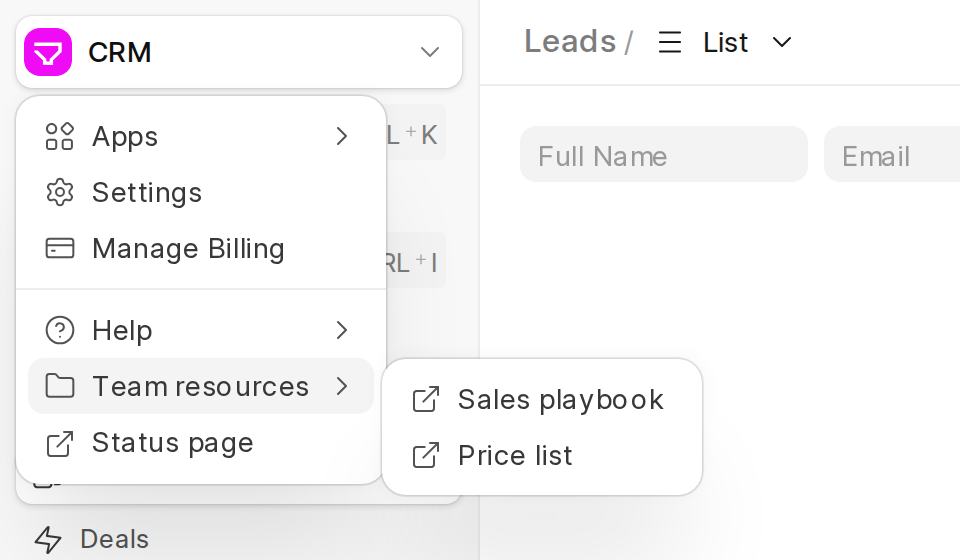 CRM
Leads / List
Apps
L + K
Full Name
Email
Settings
Manage Billing
RL + I
Help
Team resources
Sales playbook
Status page
Price list
Deals